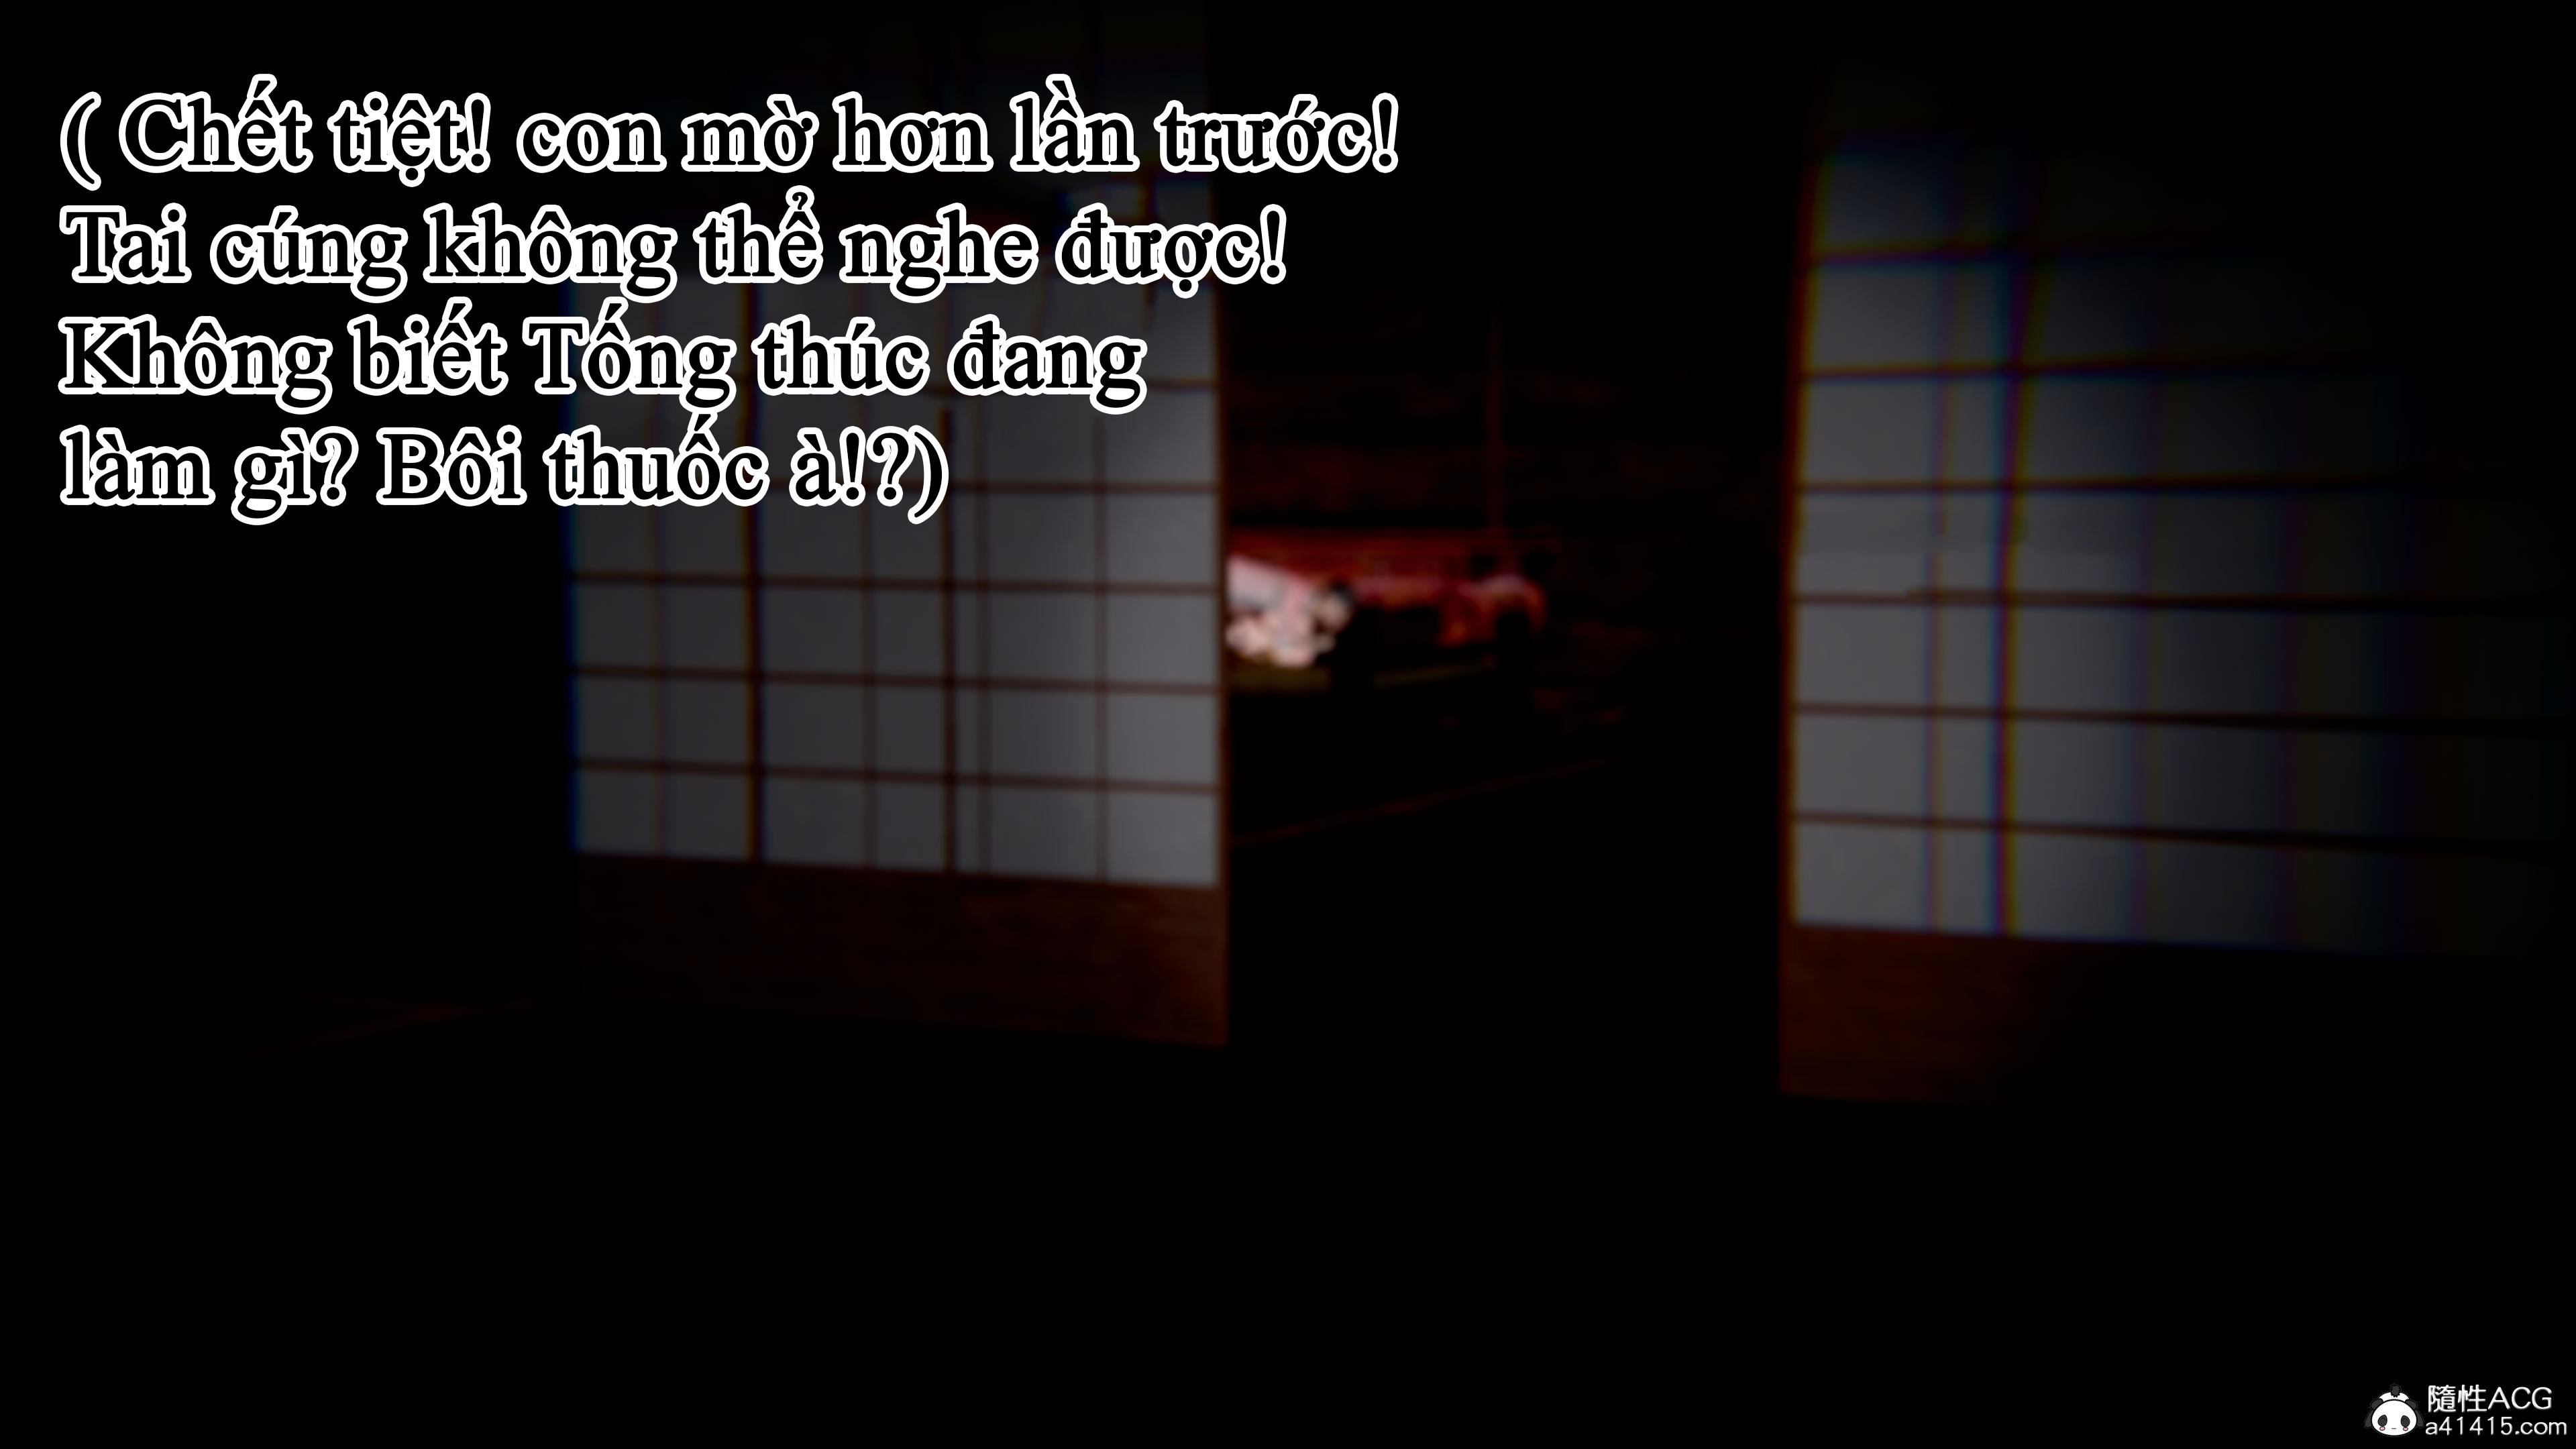 ( Chết tiệt! con mờ hơn lần trước!
Tai cúng không thể nghe được!
Không biết Tống thúc đang
làm gì? Bôi thuốc à!?)
隨性ACG
a41415.com